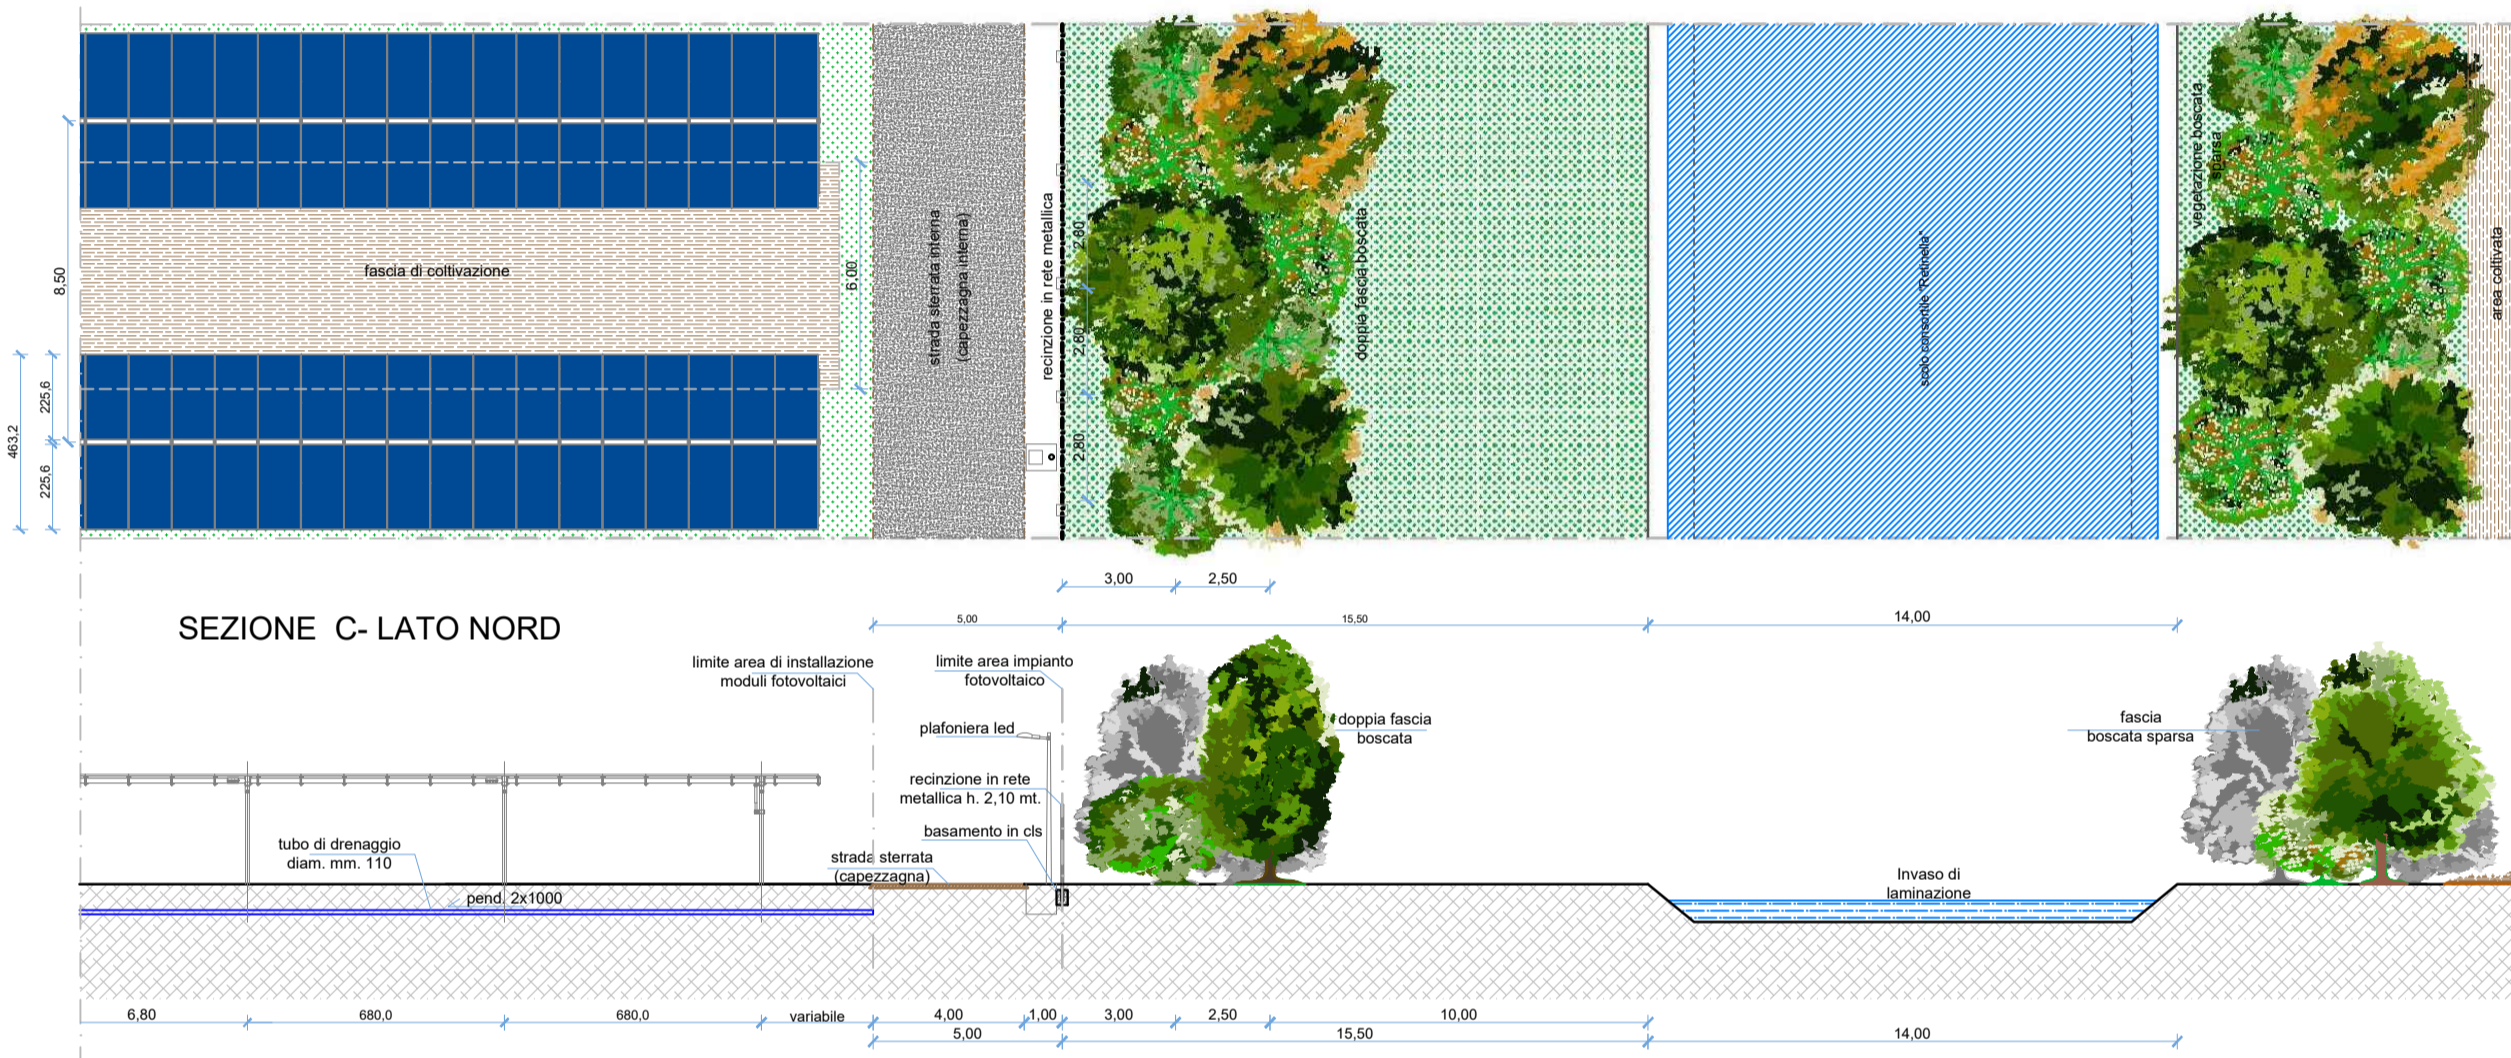 8,50
463,2
225,6
225,6
fascia di coltivazione
6,00
strada sterrata interna
(capezzagna interna)
recinzione in rete metallica
2,80
2,80
2,80
doppia fascia boscata
scolo consortile "Retinella"
vegetazione boscata
sparsa
area coltivata
3,00
2,50
SEZIONE C- LATO NORD
5,00
15,50
14,00
limite area di installazione
moduli fotovoltaici
limite area impianto
fotovoltaico
plafoniera led
recinzione in rete
metallica h. 2,10 mt.
basamento in cls
strada sterrata
(capezzagna)
tubo di drenaggio
diam. mm. 110
pend. 2x1000
doppia fascia
boscata
Invaso di
laminazione
fascia
boscata sparsa
6,80
680,0
680,0
variabile
4,00
1,00
3,00
2,50
10,00
5,00
15,50
14,00